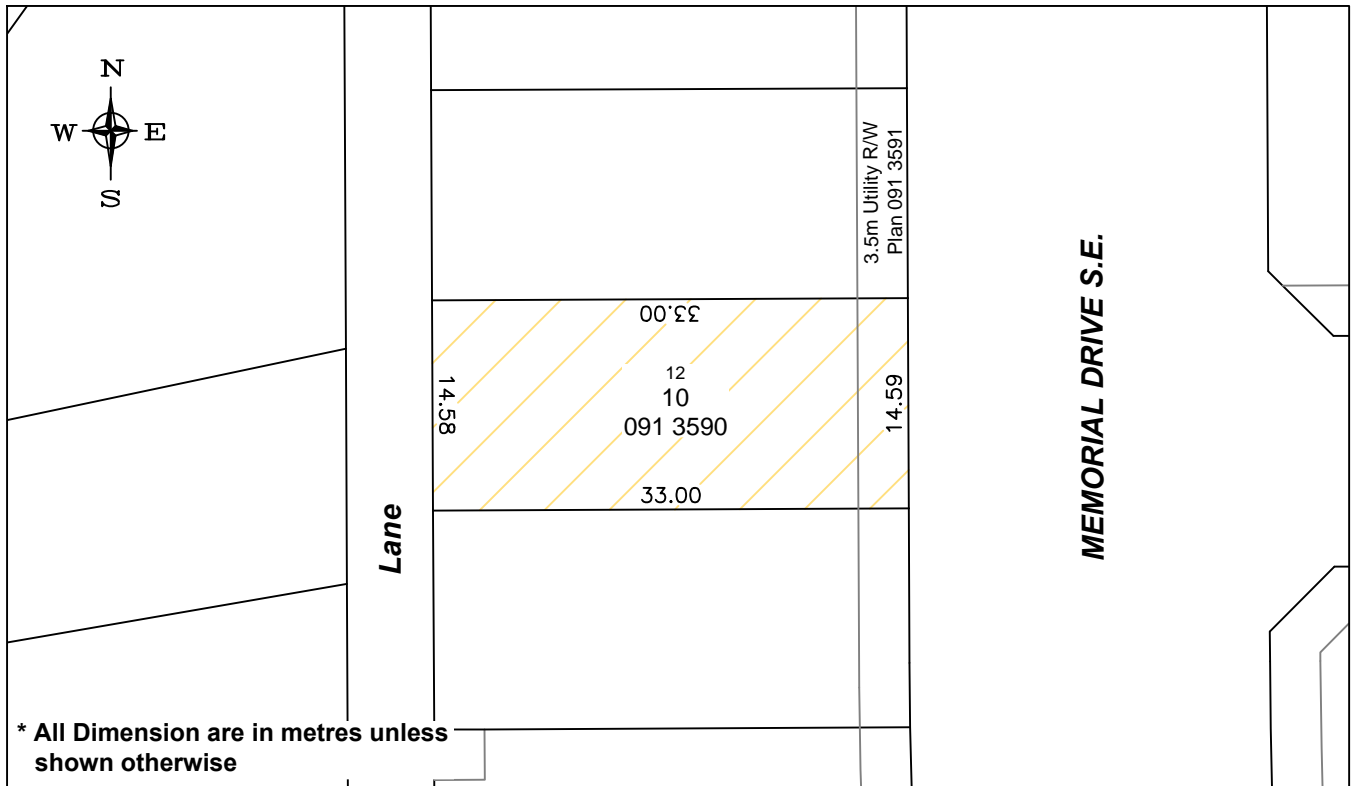 N
W E
S
3.5m Utility R/W
Plan 091 3591
MEMORIAL DRIVE S.E.
33.00
14.58
12
10
091 3590
14.59
33.00
Lane
* All Dimension are in metres unless
shown otherwise